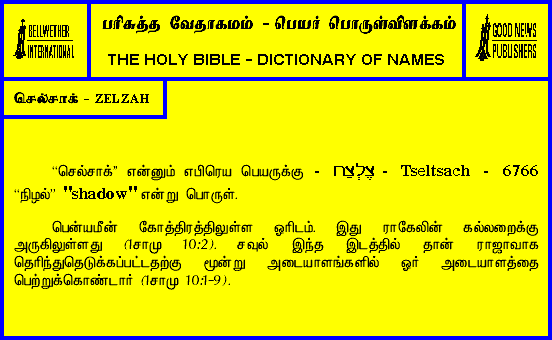 BELLWETHER
INTERNATIONAL
பரிசுத்த வேதாகமம் - பெயர் பொருள்விளக்கம்
THE HOLY BIBLE - DICTIONARY OF NAMES
GOOD NEWS
PUBLISHERS
செல்சாக் - ZELZAH
“செல்சாக்” என்னும் எபிரெய பெயருக்கு - צֶלְצַח - Tseltsach - 6766
“நிழல்” "shadow" என்று பொருள்.
பென்யமீன் கோத்திரத்திலுள்ள ஓரிடம். இது ராகேலின் கல்லறைக்கு
அருகிலுள்ளது (1சாமு 10:2). சவுல் இந்த இடத்தில் தான் ராஜாவாக
தெரிந்துதெடுக்கப்பட்டதற்கு மூன்று அடையாளங்களில் ஓர் அடையாளத்தை
பெற்றுக்கொண்டார் (1சாமு 10:1-9).